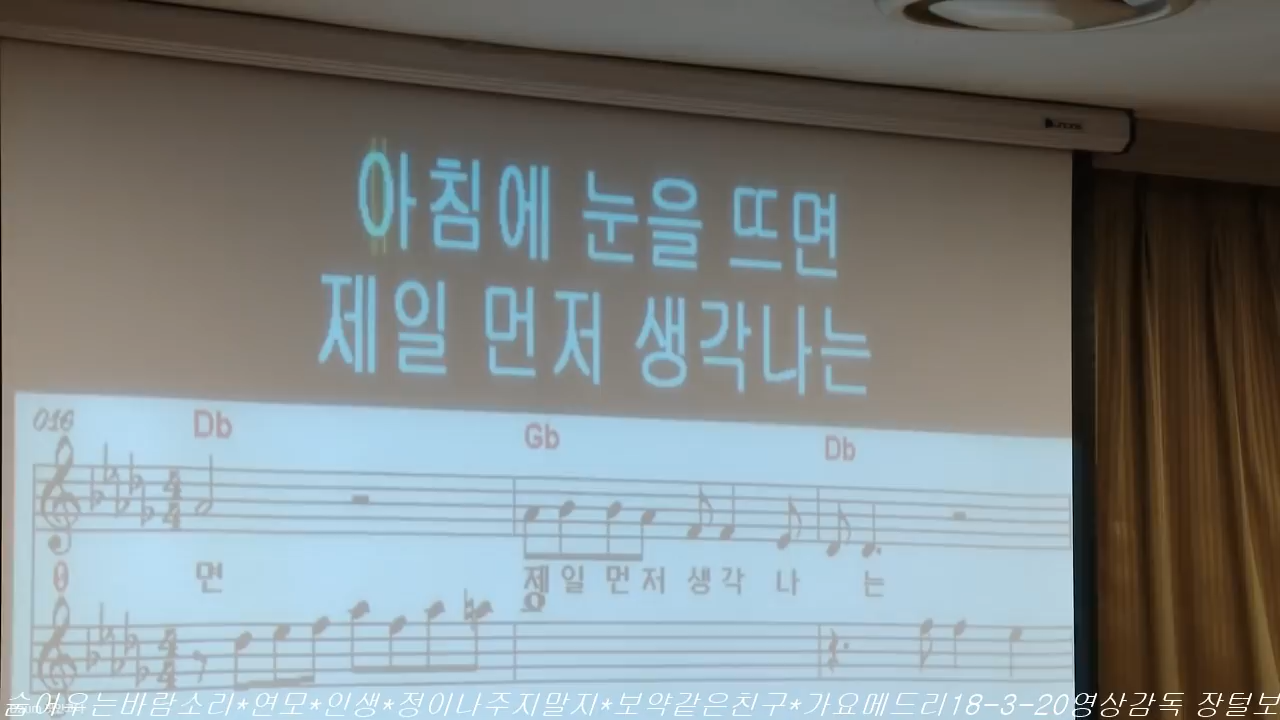 아침에 눈을 뜨면
제일 먼저 생각나는
016
Db Gb Db
면 제일 먼저 생각 나 는
숨어우는바람소리*연모*인생*정이나주지말지*보약같은친구*가요메드리18-3-20영상감독 장털보